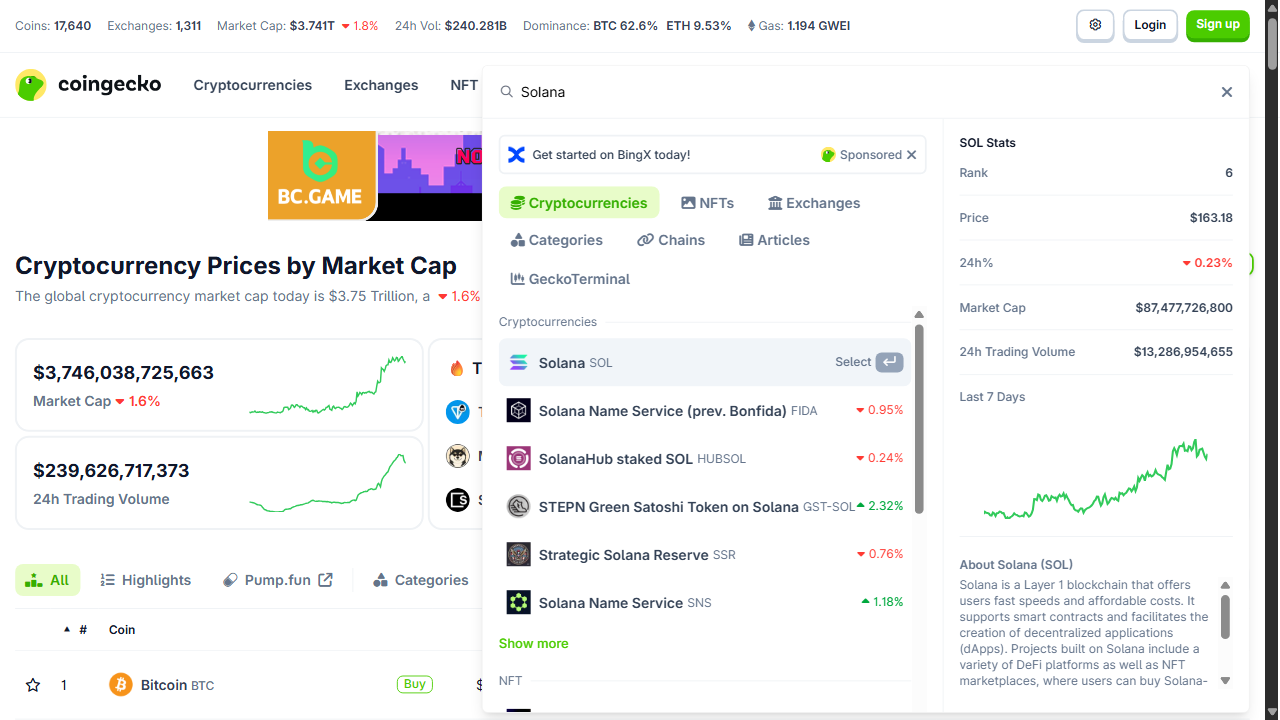 Coins: 17,640 Exchanges: 1,311 Market Cap: $3.741T 1.8% 24h Vol: $240.281B Dominance: BTC 62.6% ETH 9.53% Gas: 1.194 GWEI
Login
Sign up
coingecko
Cryptocurrencies
Exchanges
NFT
Solana
BC.GAME
Get started on BingX today!
Sponsored
Cryptocurrencies
NFTs
Exchanges
Categories
Chains
Articles
GeckoTerminal
Cryptocurrency Prices by Market Cap
The global cryptocurrency market cap today is $3.75 Trillion, a 1.6%
$3,746,038,725,663
Market Cap 1.6%
$239,626,717,373
24h Trading Volume
Cryptocurrencies
Solana SOL Select
Solana Name Service (prev. Bonfida) FIDA 0.95%
SolanaHub staked SOL HUBSOL 0.24%
STEPN Green Satoshi Token on Solana GST-SOL 2.32%
Strategic Solana Reserve SSR 0.76%
Solana Name Service SNS 1.18%
Show more
NFT
SOL Stats
Rank 6
Price $163.18
24h% 0.23%
Market Cap $87,477,726,800
24h Trading Volume $13,286,954,655
Last 7 Days
About Solana (SOL)
Solana is a Layer 1 blockchain that offers
users fast speeds and affordable costs. It
supports smart contracts and facilitates the
creation of decentralized applications
(dApps). Projects built on Solana include a
variety of DeFi platforms as well as NFT
marketplaces, where users can buy Solana-
All
Highlights
Pump.fun
Categories
# Coin
1 Bitcoin BTC Buy $